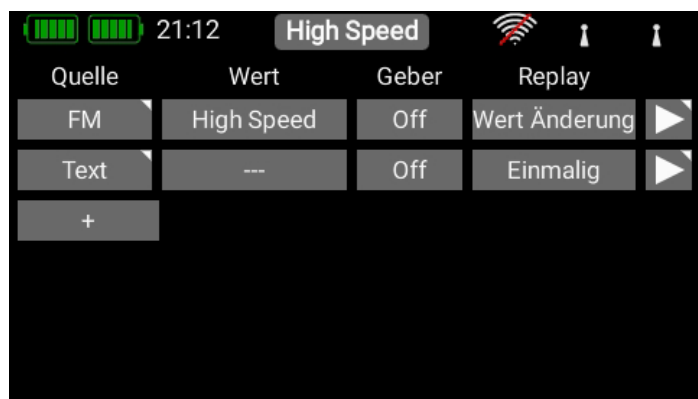 21:12 High Speed
Quelle Wert Geber Replay
FM High Speed Off Wert Änderung
Text --- Off Einmalig
+